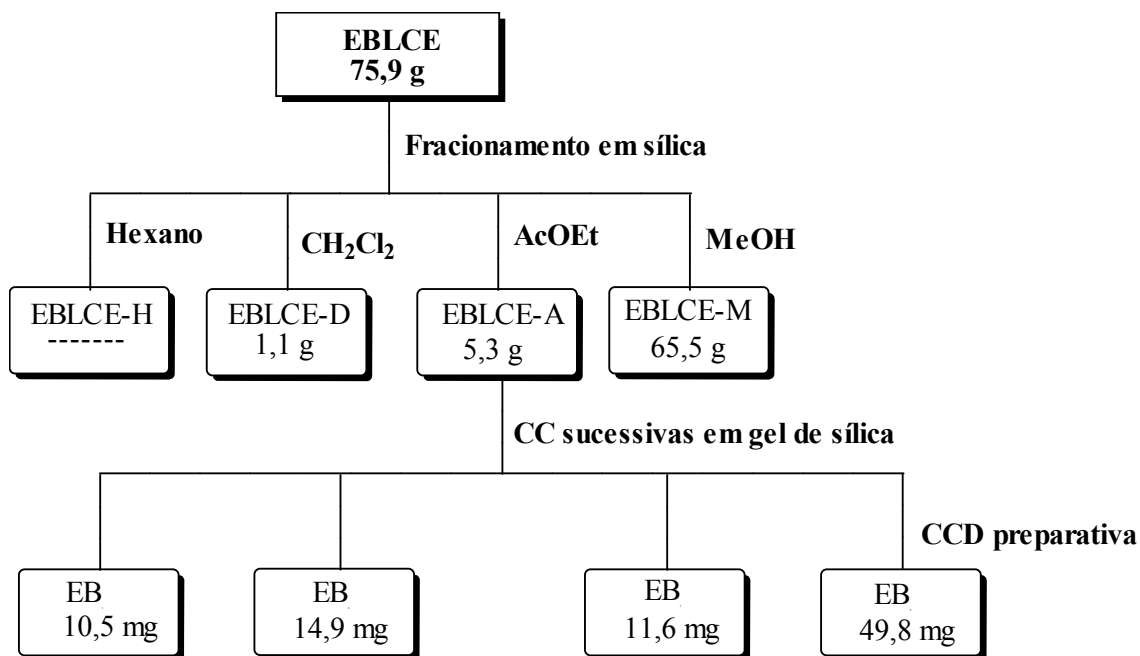 EBLCE
75,9 g
Fracionamento em sílica
Hexano
CH₂Cl₂
AcOEt
MeOH
EBLCE-H
-------
EBLCE-D
1,1 g
EBLCE-A
5,3 g
EBLCE-M
65,5 g
CC sucessivas em gel de sílica
CCD preparativa
EB
10,5 mg
EB
14,9 mg
EB
11,6 mg
EB
49,8 mg